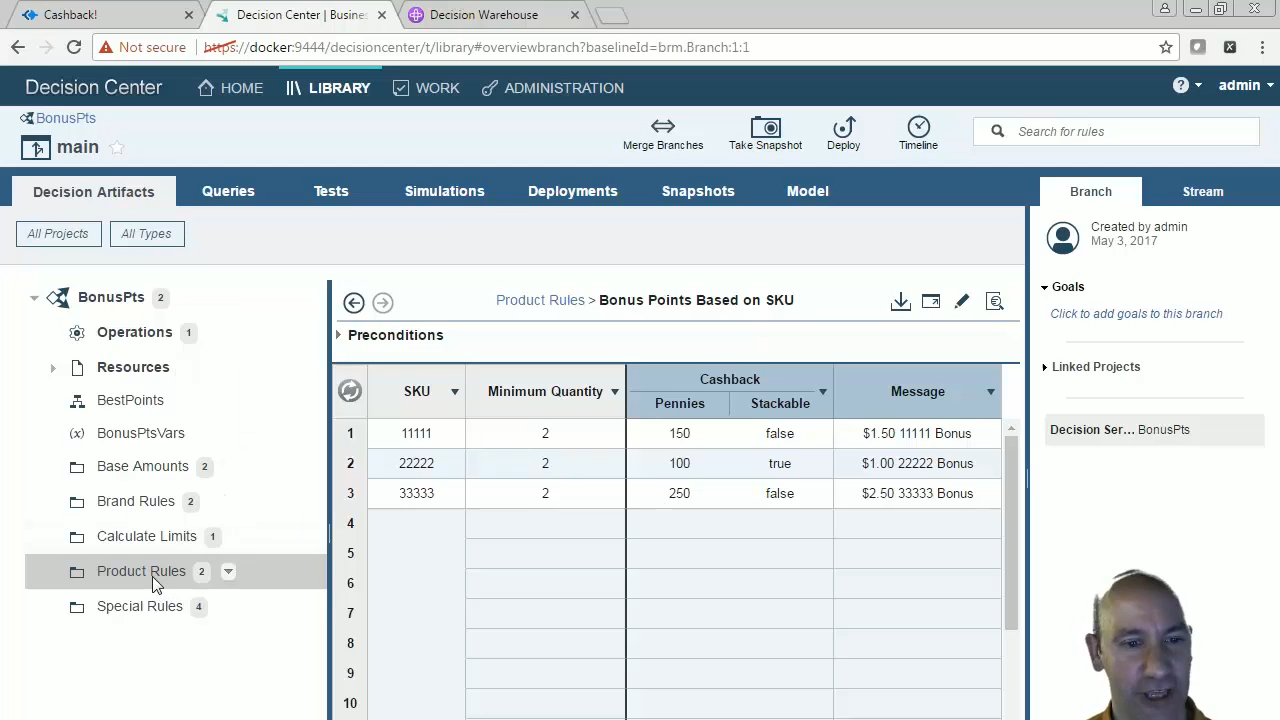 Cashback!
Decision Center | Busines
Decision Warehouse
Not secure
https://docker:9444/decisioncenter/t/library#overviewbranch?baselineId=brm.Branch:1:1
Decision Center
HOME
LIBRARY
WORK
ADMINISTRATION
?
admin
BonusPts
main
Merge Branches
Take Snapshot
Deploy
Timeline
Search for rules
Decision Artifacts
Queries
Tests
Simulations
Deployments
Snapshots
Model
Branch
Stream
All Projects
All Types
Created by admin
May 3, 2017
Goals
Click to add goals to this branch
Linked Projects
Decision Ser... BonusPts
BonusPts 2
Operations 1
Resources
BestPoints
(x) BonusPtsVars
Base Amounts 2
Brand Rules 2
Calculate Limits 1
Product Rules 2
Special Rules 4
Product Rules > Bonus Points Based on SKU
Preconditions
SKU Minimum Quantity Cashback Message
Pennies Stackable
1 11111 2 150 false $1.50 11111 Bonus
2 22222 2 100 true $1.00 22222 Bonus
3 33333 2 250 false $2.50 33333 Bonus
4
5
6
7
8
9
10